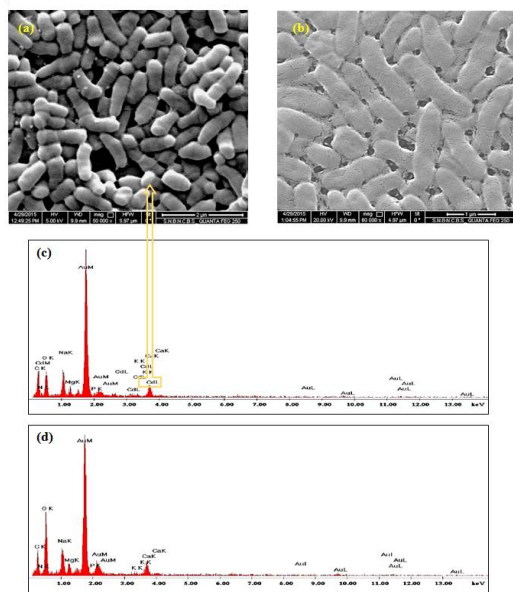 (a)
(b)
4/29/2015 HV WD mag HFW
12:49:26 PM 5.00 kV 9.9 mm 50 000 x 5.97 µm 0° S.N.B.N.C.B.S. QUANTA FEG 250
2 µm
4/29/2015 HV WD mag HFW
1:04:55 PM 20.00 kV 9.9 mm 60 000 x 4.97 µm 0° S.N.B.N.C.B.S. QUANTA FEG 250
1 µm
(c)
AuM
O K
CdM
C K
N K
NaK
MgK
P K
AuM
AuM
CdL
CdL
K K
K K
CaK
CdL
AuL
AuL
AuL
AuL
AuL
1.00 2.00 3.00 4.00 5.00 6.00 7.00 8.00 9.00 10.00 11.00 12.00 13.00 keV
(d)
AuM
O K
C K
N K
NaK
MgK
P K
AuM
AuM
K K
K K
CaK
CaK
AuL
AuL
AuL
AuL
AuL
1.00 2.00 3.00 4.00 5.00 6.00 7.00 8.00 9.00 10.00 11.00 12.00 13.00 keV